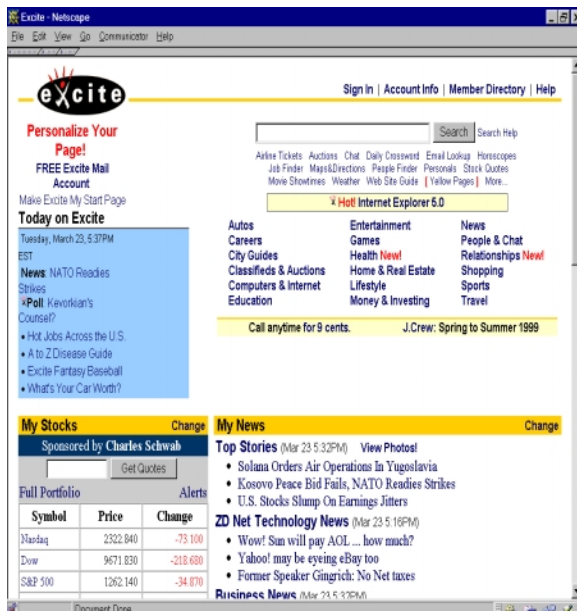 Excite - Netscape
File Edit View Go Communicator Help
excite
Sign In | Account Info | Member Directory | Help
Personalize Your
Page!
FREE Excite Mail
Account
Make Excite My Start Page
Search Search Help
Airline Tickets Auctions Chat Daily Crossword Email Lookup Horoscopes
Job Finder Maps&Directions People Finder Personals Stock Quotes
Movie Showtimes Weather Web Site Guide [ Yellow Pages ] More...
Hot! Internet Explorer 5.0
Today on Excite
Tuesday, March 23, 5:37PM
EST
News: NATO Readies
Strikes
Poll: Kevorkian's
Counsel?
• Hot Jobs Across the U.S.
• A to Z Disease Guide
• Excite Fantasy Baseball
• What's Your Car Worth?
Autos Entertainment News
Careers Games People & Chat
City Guides Health New! Relationships New!
Classifieds & Auctions Home & Real Estate Shopping
Computers & Internet Lifestyle Sports
Education Money & Investing Travel
Call anytime for 9 cents. J.Crew: Spring to Summer 1999
My Stocks Change
Sponsored by Charles Schwab
Get Quotes
Full Portfolio Alerts
Symbol Price Change
Nasdaq 2322.840 -73.100
Dow 9671.830 -218.680
S&P 500 1262.140 -34.870
My News Change
Top Stories (Mar 23 5:32PM) View Photos!
• Solana Orders Air Operations In Yugoslavia
• Kosovo Peace Bid Fails, NATO Readies Strikes
• U.S. Stocks Slump On Earnings Jitters
ZD Net Technology News (Mar 23 5:16PM)
• Wow! Sun will pay AOL ... how much?
• Yahoo! may be eyeing eBay too
• Former Speaker Gingrich: No Net taxes
Business News (Mar 23 5:32PM)
Document Done